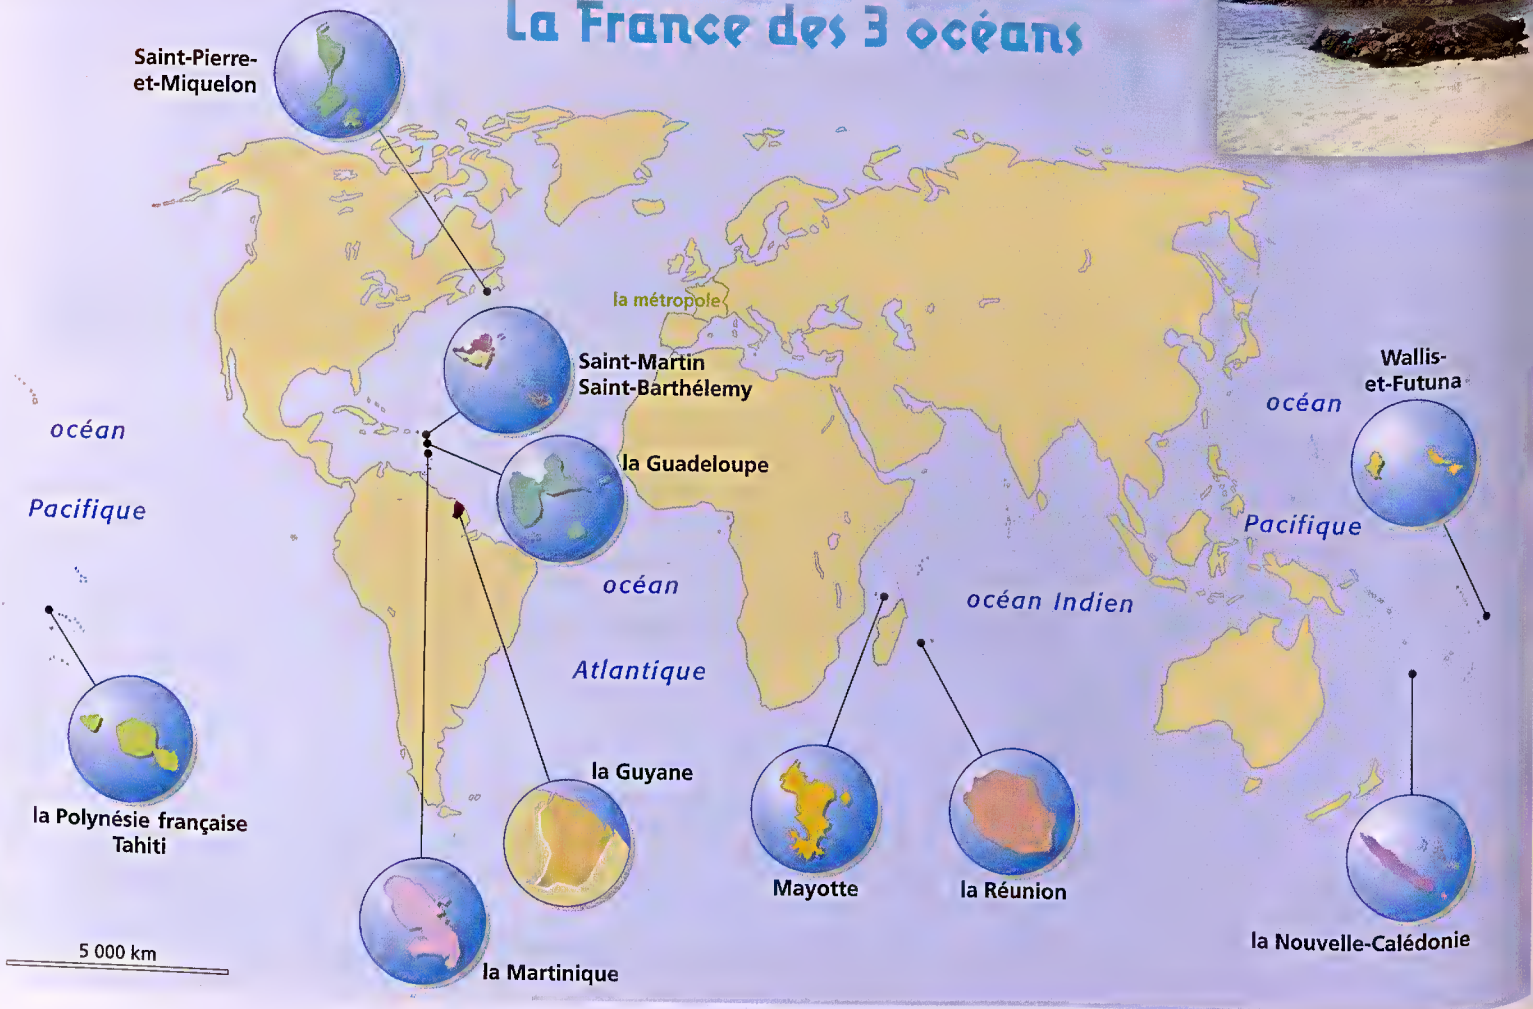 La France des 3 océans
Saint-Pierre-
et-Miquelon
la métropole
Saint-Martin
Saint-Barthélemy
Wallis-
et-Futuna
océan
Pacifique
océan
Pacifique
la Guadeloupe
océan
Atlantique
océan Indien
la Polynésie française
Tahiti
la Guyane
Mayotte
la Réunion
la Nouvelle-Calédonie
la Martinique
5 000 km